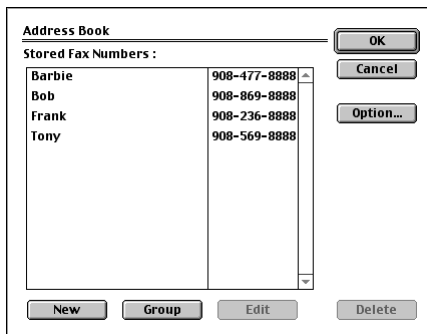 Address Book
OK
Stored Fax Numbers :
Cancel
Barbie 908-477-8888
Bob 908-869-8888
Frank 908-236-8888
Option...
Tony 908-569-8888
New Group Edit Delete